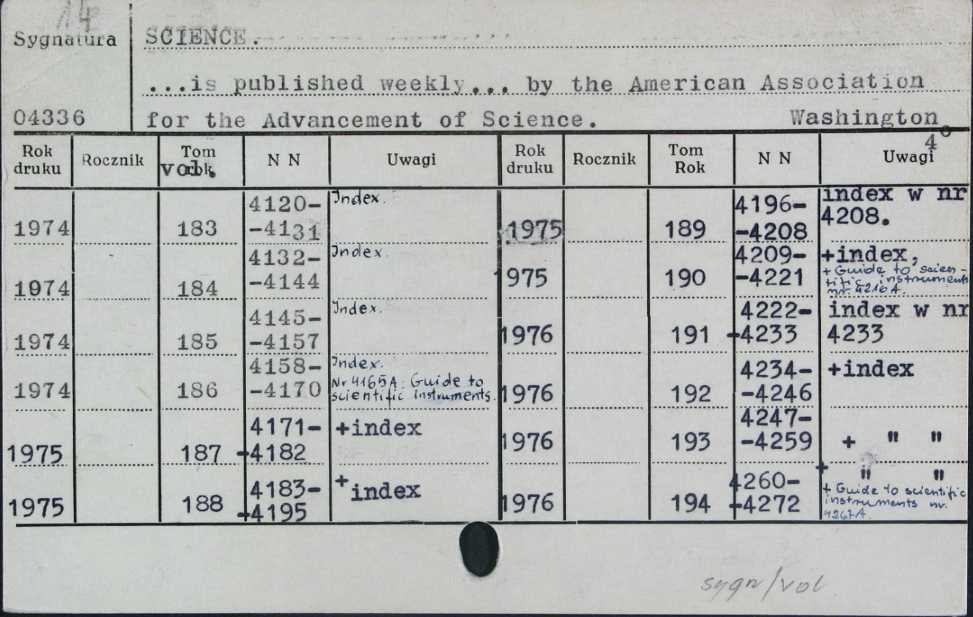 14
Sygnatura SCIENCE.
...is published weekly... by the American Association
04336 for the Advancement of Science. Washington
4°
Rok druku Rocznik Tom rok vol. N N Uwagi Rok druku Rocznik Tom Rok N N Uwagi
1974 183 4120-
-4131 Index.
1975 189 4196-
-4208 index w nr
4208.
1974 184 4132-
-4144 Index.
1975 190 4209-
-4221 +index,
+ Guide to scien-
tific instruments
nr. 4216A.
1974 185 4145-
-4157 Index.
1976 191 4222-
-4233 index w nr
4233
1974 186 4158-
-4170 Index.
Nr 4165A: Guide to
scientific instruments.
1976 192 4234-
-4246 +index
1975 187 4171-
-4182 +index
1976 193 4247-
-4259 + " "
1975 188 4183-
-4195 +index
1976 194 4260-
-4272 + " "
+ Guide to scientific
instruments nr.
4267A.
sygn/vol